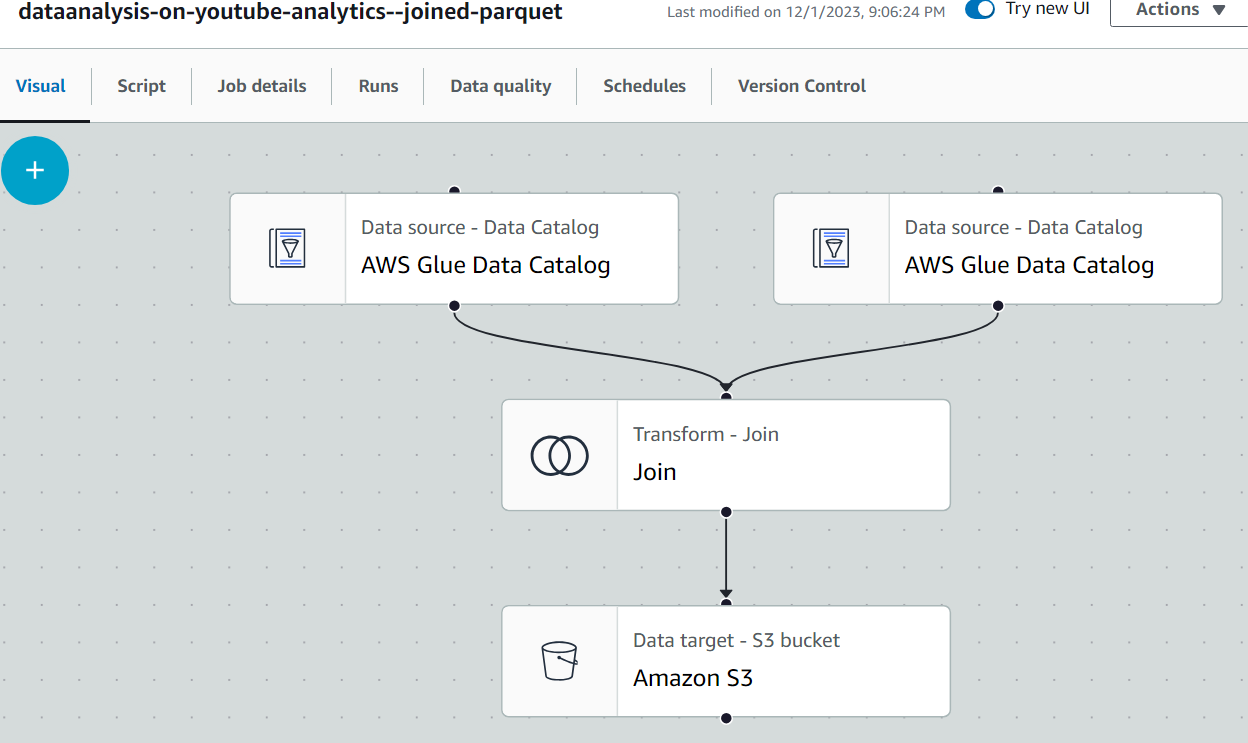 dataanalysis-on-youtube-analytics--joined-parquet
Last modified on 12/1/2023, 9:06:24 PM
Try new UI
Actions
Visual
Script
Job details
Runs
Data quality
Schedules
Version Control
+
Data source - Data Catalog
AWS Glue Data Catalog
Data source - Data Catalog
AWS Glue Data Catalog
Transform - Join
Join
Data target - S3 bucket
Amazon S3